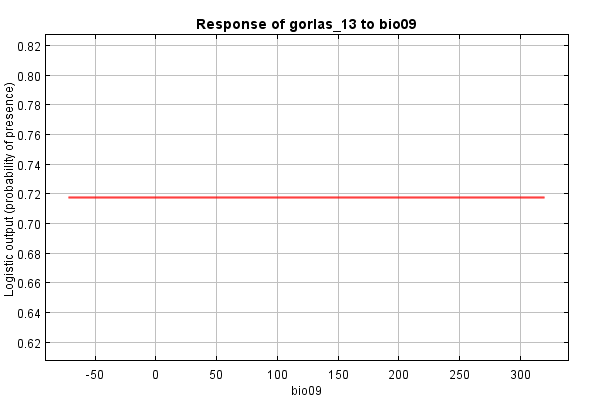 Response of gorlas_13 to bio09
Logistic output (probability of presence)
0.82
0.80
0.78
0.76
0.74
0.72
0.70
0.68
0.66
0.64
0.62
-50 0 50 100 150 200 250 300
bio09